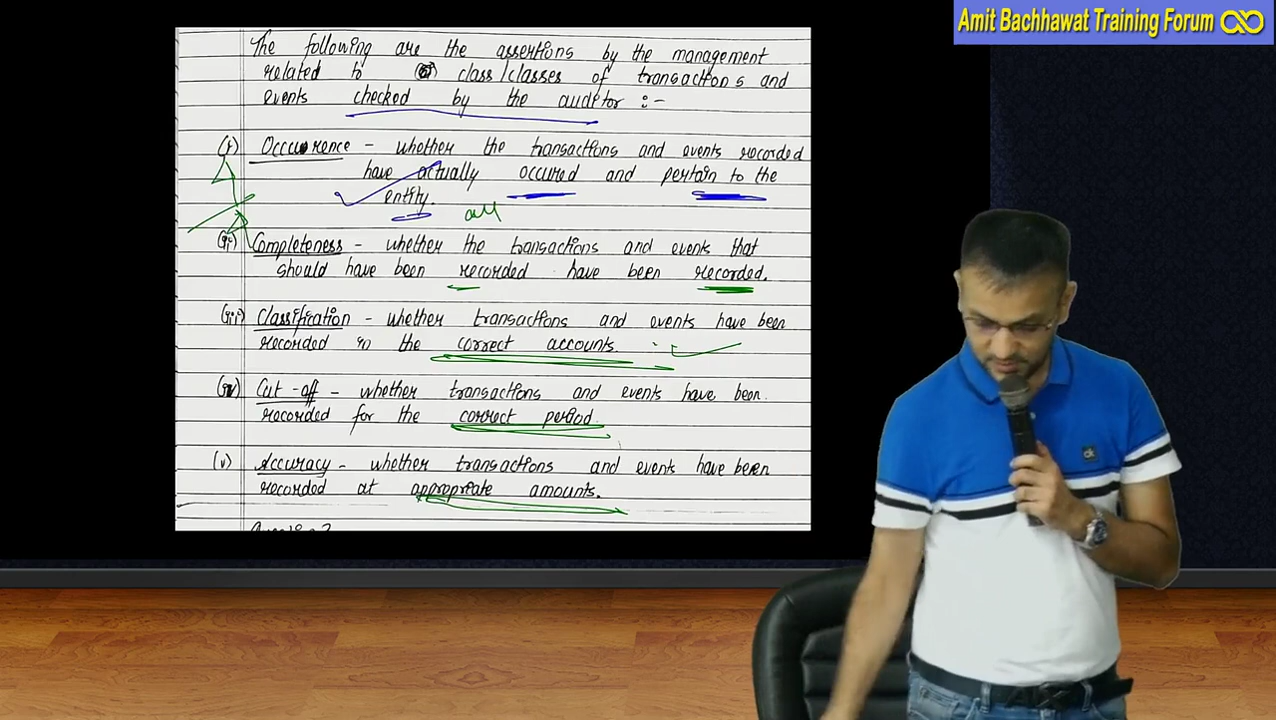 Amit Bachhawat Training Forum
The following are the assertions by the management
related to class/classes of transactions and
events checked by the auditor :-
(i) Occurrence - whether the transactions and events recorded
have actually occured and pertain to the
entity.
all
(ii) Completeness - whether the transactions and events that
should have been recorded have been recorded.
(iii) Classification - whether transactions and events have been
recorded in the correct accounts.
(iv) Cut-off - whether transactions and events have been
recorded for the correct period.
(v) Accuracy - whether transactions and events have been
recorded at appropriate amounts.